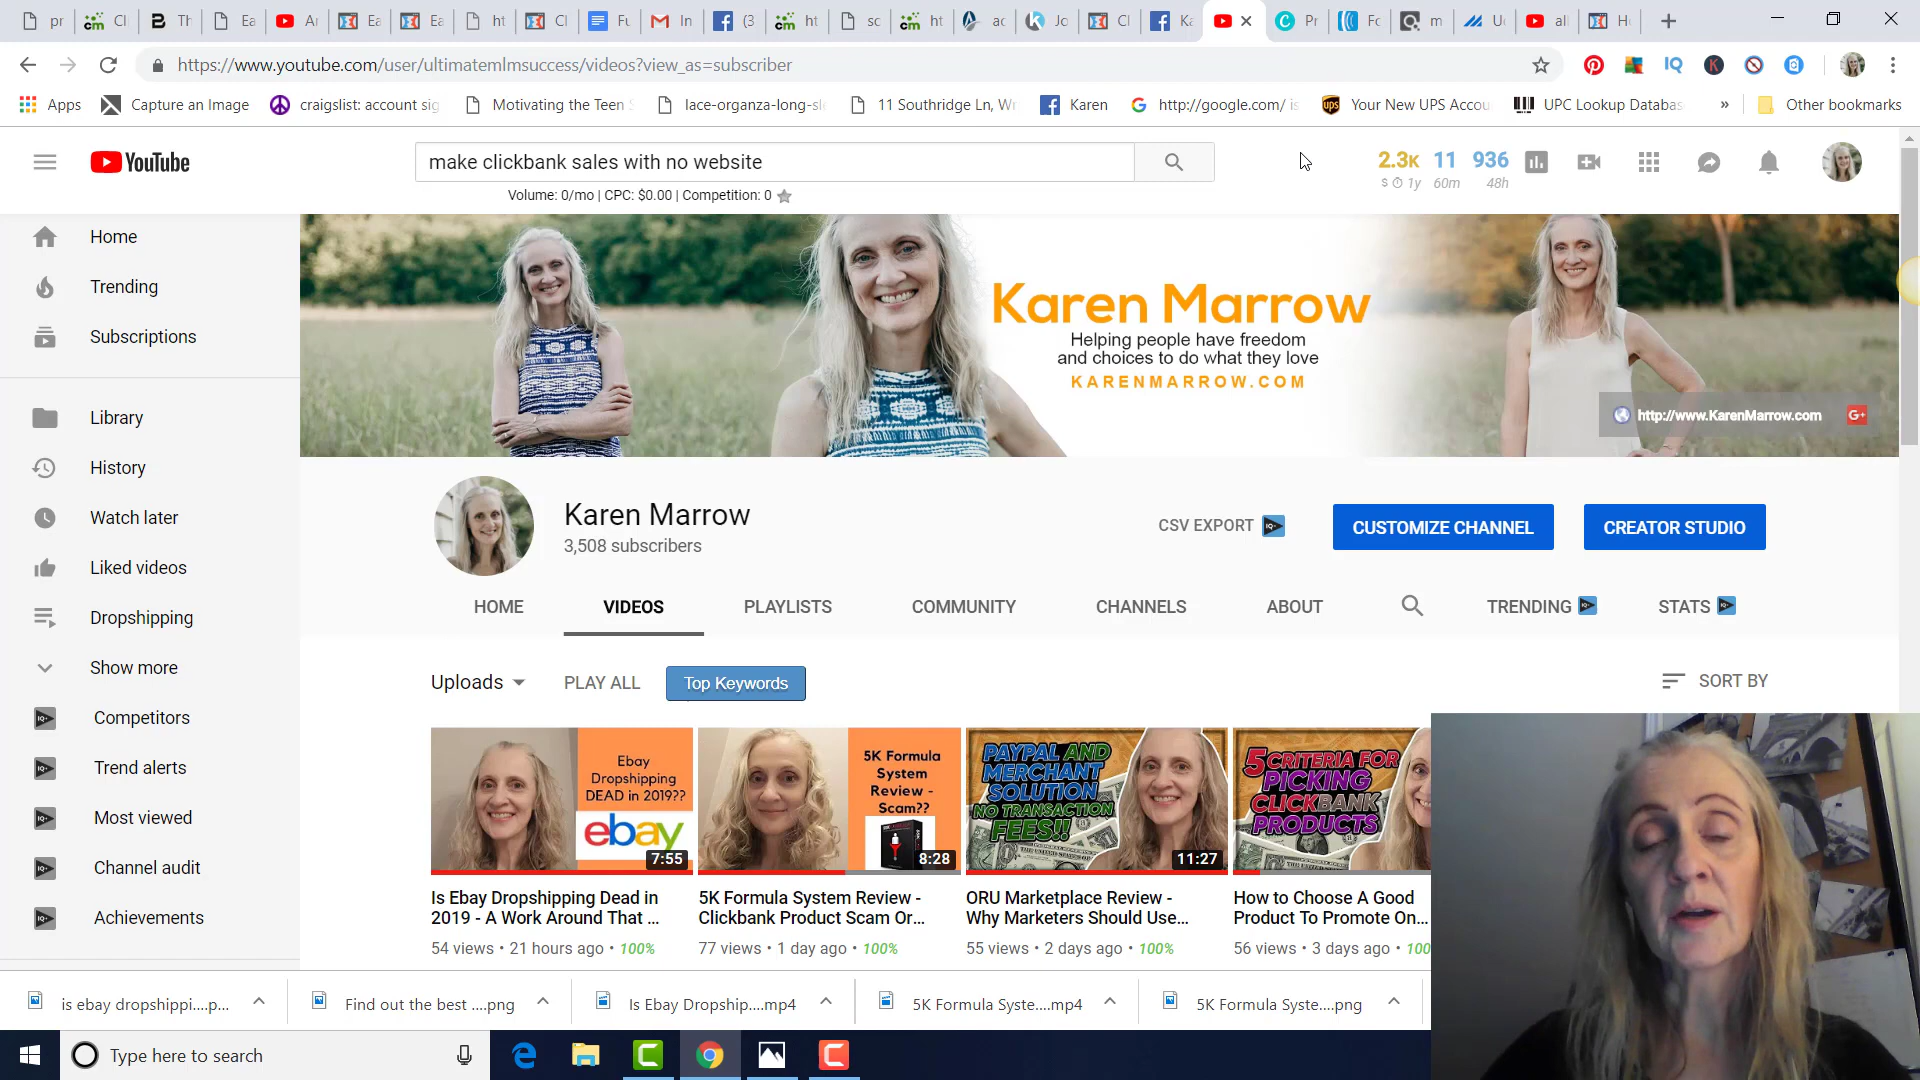 https://www.youtube.com/user/ultimatemlmsuccess/videos?view_as=subscriber
Apps
Capture an Image
craigslist: account sig
Motivating the Teen
lace-organza-long-sle
11 Southridge Ln, Wr
Karen
http://google.com/ is
Your New UPS Accou
UPC Lookup Databas
»
Other bookmarks
YouTube
make clickbank sales with no website
2.3K 11 936
1y 60m 48h
Volume: 0/mo | CPC: $0.00 | Competition: 0
Home
Trending
Subscriptions
Library
History
Watch later
Liked videos
Dropshipping
Show more
Competitors
Trend alerts
Most viewed
Channel audit
Achievements
Karen Marrow
Helping people have freedom
and choices to do what they love
KARENMARROW.COM
http://www.KarenMarrow.com
G+
Karen Marrow
3,508 subscribers
CSV EXPORT
CUSTOMIZE CHANNEL
CREATOR STUDIO
HOME VIDEOS PLAYLISTS COMMUNITY CHANNELS ABOUT TRENDING STATS
Uploads
PLAY ALL
Top Keywords
SORT BY
Ebay
Dropshipping
DEAD in 2019??
ebay
7:55
Is Ebay Dropshipping Dead in
2019 - A Work Around That ...
54 views • 21 hours ago • 100%
5K Formula
System
Review -
Scam??
8:28
5K Formula System Review -
Clickbank Product Scam Or...
77 views • 1 day ago • 100%
PAYPAL AND
MERCHANT
SOLUTION
NO TRANSACTION
FEES!!
11:27
ORU Marketplace Review -
Why Marketers Should Use...
55 views • 2 days ago • 100%
5 CRITERIA FOR
PICKING
CLICKBANK
PRODUCTS
How to Choose A Good
Product To Promote On...
56 views • 3 days ago • 100
is ebay dropshippi....p...
Find out the best ....png
Is Ebay Dropship....mp4
5K Formula Syste....mp4
5K Formula Syste....png
Type here to search